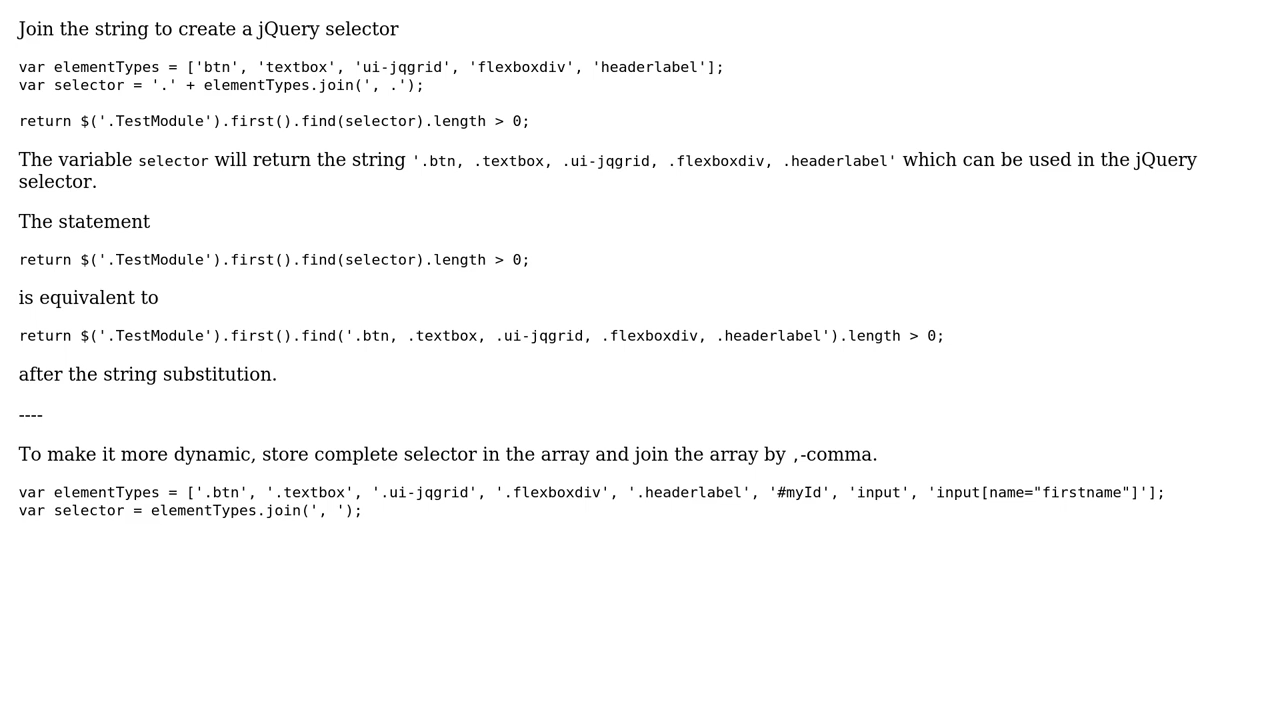 Join the string to create a jQuery selector
var elementTypes = ['btn', 'textbox', 'ui-jqgrid', 'flexboxdiv', 'headerlabel'];
var selector = '.' + elementTypes.join(', .');
return $('.TestModule').first().find(selector).length > 0;
The variable selector will return the string '.btn, .textbox, .ui-jqgrid, .flexboxdiv, .headerlabel' which can be used in the jQuery
selector.
The statement
return $('.TestModule').first().find(selector).length > 0;
is equivalent to
return $('.TestModule').first().find('.btn, .textbox, .ui-jqgrid, .flexboxdiv, .headerlabel').length > 0;
after the string substitution.
----
To make it more dynamic, store complete selector in the array and join the array by ,-comma.
var elementTypes = ['.btn', '.textbox', '.ui-jqgrid', '.flexboxdiv', '.headerlabel', '#myId', 'input', 'input[name="firstname"]'];
var selector = elementTypes.join(', ');